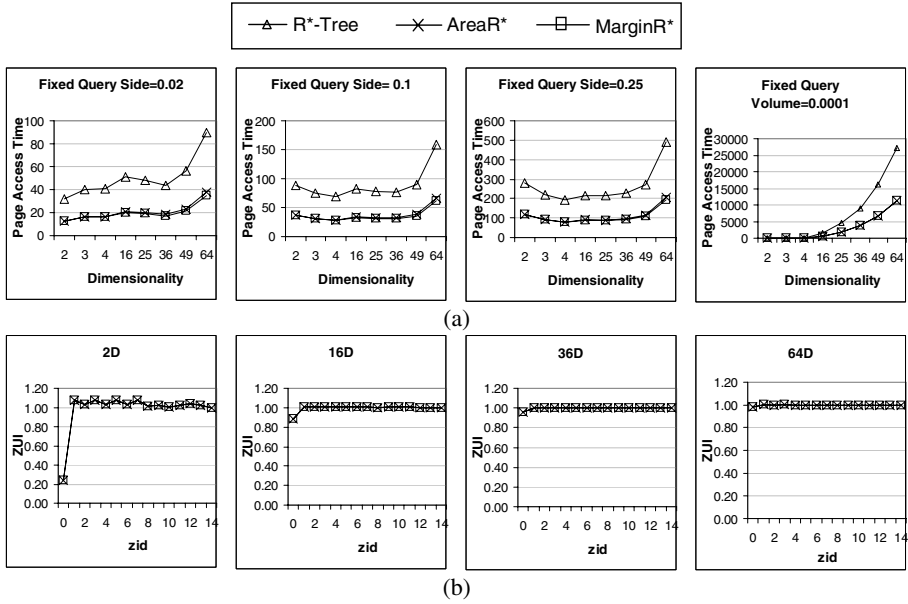 (a)
R*-Tree AreaR* MarginR*
Fixed Query Side=0.02
Page Access Time
100
80
60
40
20
0
2 3 4 16 25 36 49 64
Dimensionality
Fixed Query Side= 0.1
Page Access Time
200
150
100
50
0
2 3 4 16 25 36 49 64
Dimensionality
Fixed Query Side=0.25
Page Access Time
600
500
400
300
200
100
0
2 3 4 16 25 36 49 64
Dimensionality
Fixed Query
Volume=0.0001
Page Access Time
30000
25000
20000
15000
10000
5000
0
2 3 4 16 25 36 49 64
Dimensionality
(a)
2D
ZUI
1.20
1.00
0.80
0.60
0.40
0.20
0.00
0 2 4 6 8 10 12 14
zid
16D
ZUI
1.20
1.00
0.80
0.60
0.40
0.20
0.00
0 2 4 6 8 10 12 14
zid
36D
ZUI
1.20
1.00
0.80
0.60
0.40
0.20
0.00
0 2 4 6 8 10 12 14
zid
64D
ZUI
1.20
1.00
0.80
0.60
0.40
0.20
0.00
0 2 4 6 8 10 12 14
zid
(b)